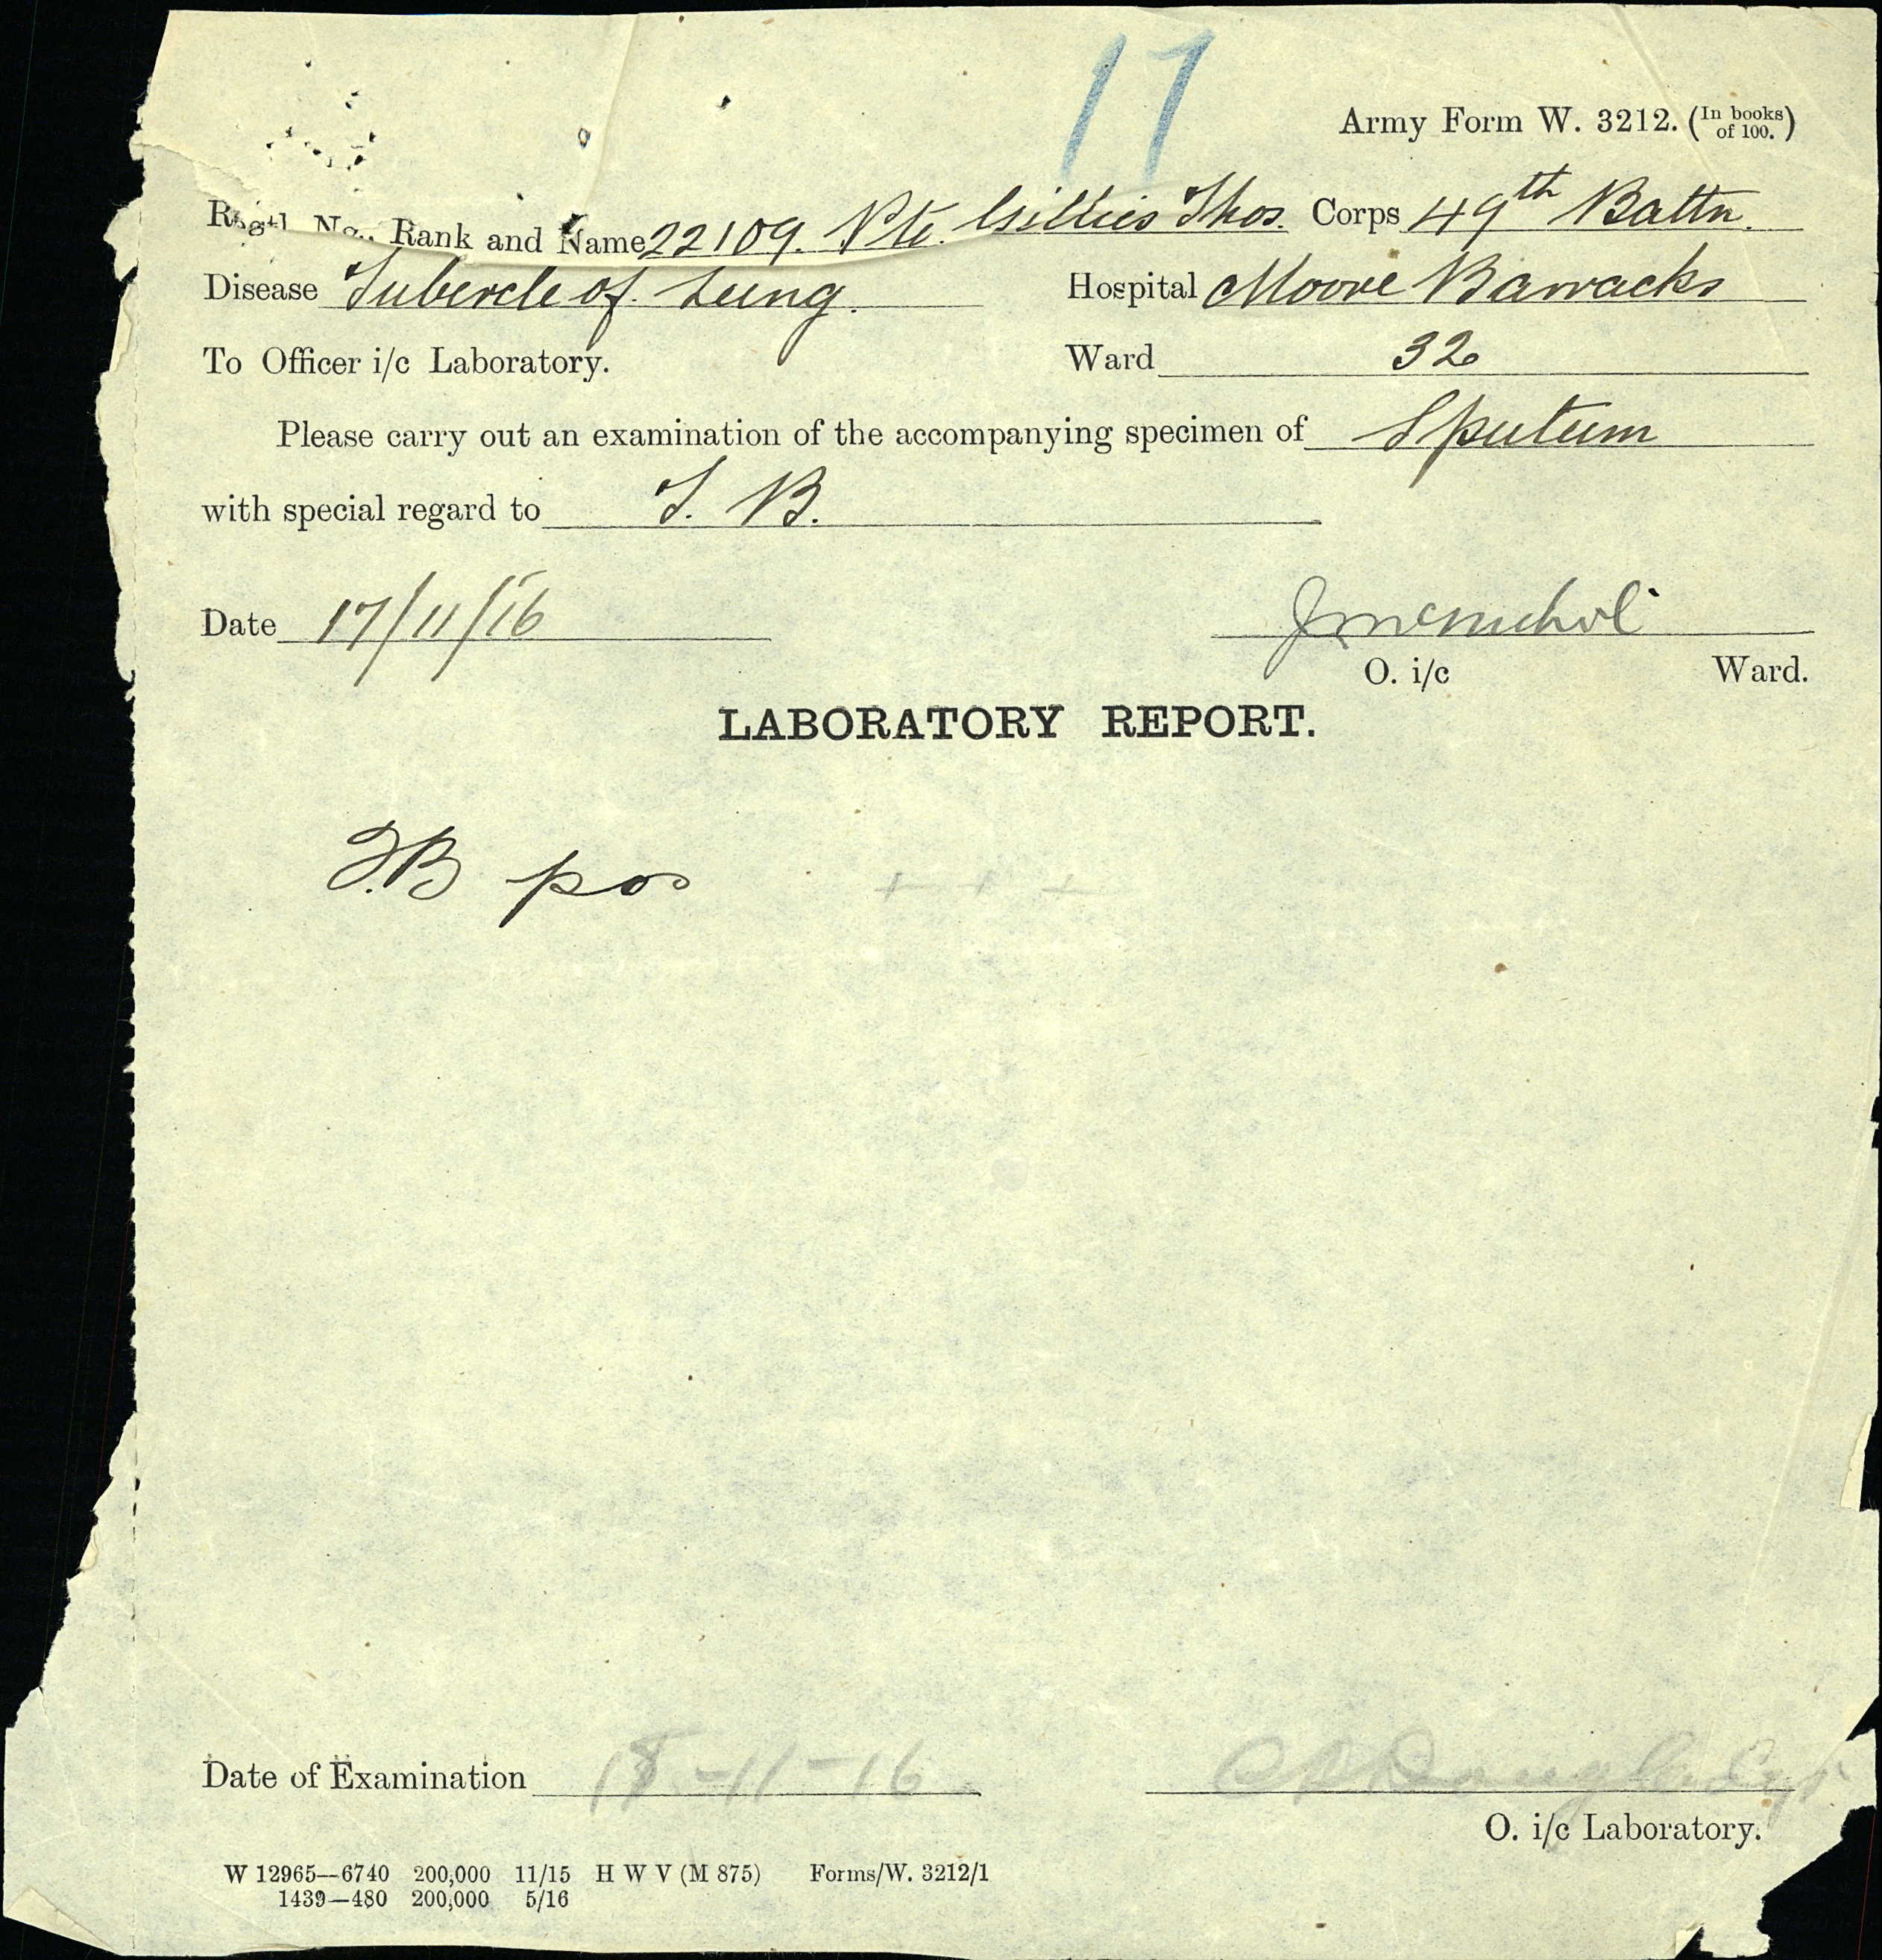 17
Army Form W. 3212. (In books of 100.)
Regtl. No., Rank and Name 22109. Pte. Gillies Thos. Corps 49th Battn.
Disease Tubercle of Lung. Hospital Moore Barracks
To Officer i/c Laboratory. Ward 32
Please carry out an examination of the accompanying specimen of Sputum
with special regard to T. B.
Date 17/11/16 J McNichol
O. i/c Ward.
LABORATORY REPORT.
T.B pos + + +
Date of Examination 18-11-16
O. i/c Laboratory.
W 12965—6740 200,000 11/15 H W V (M 875) Forms/W. 3212/1
1439—480 200,000 5/16